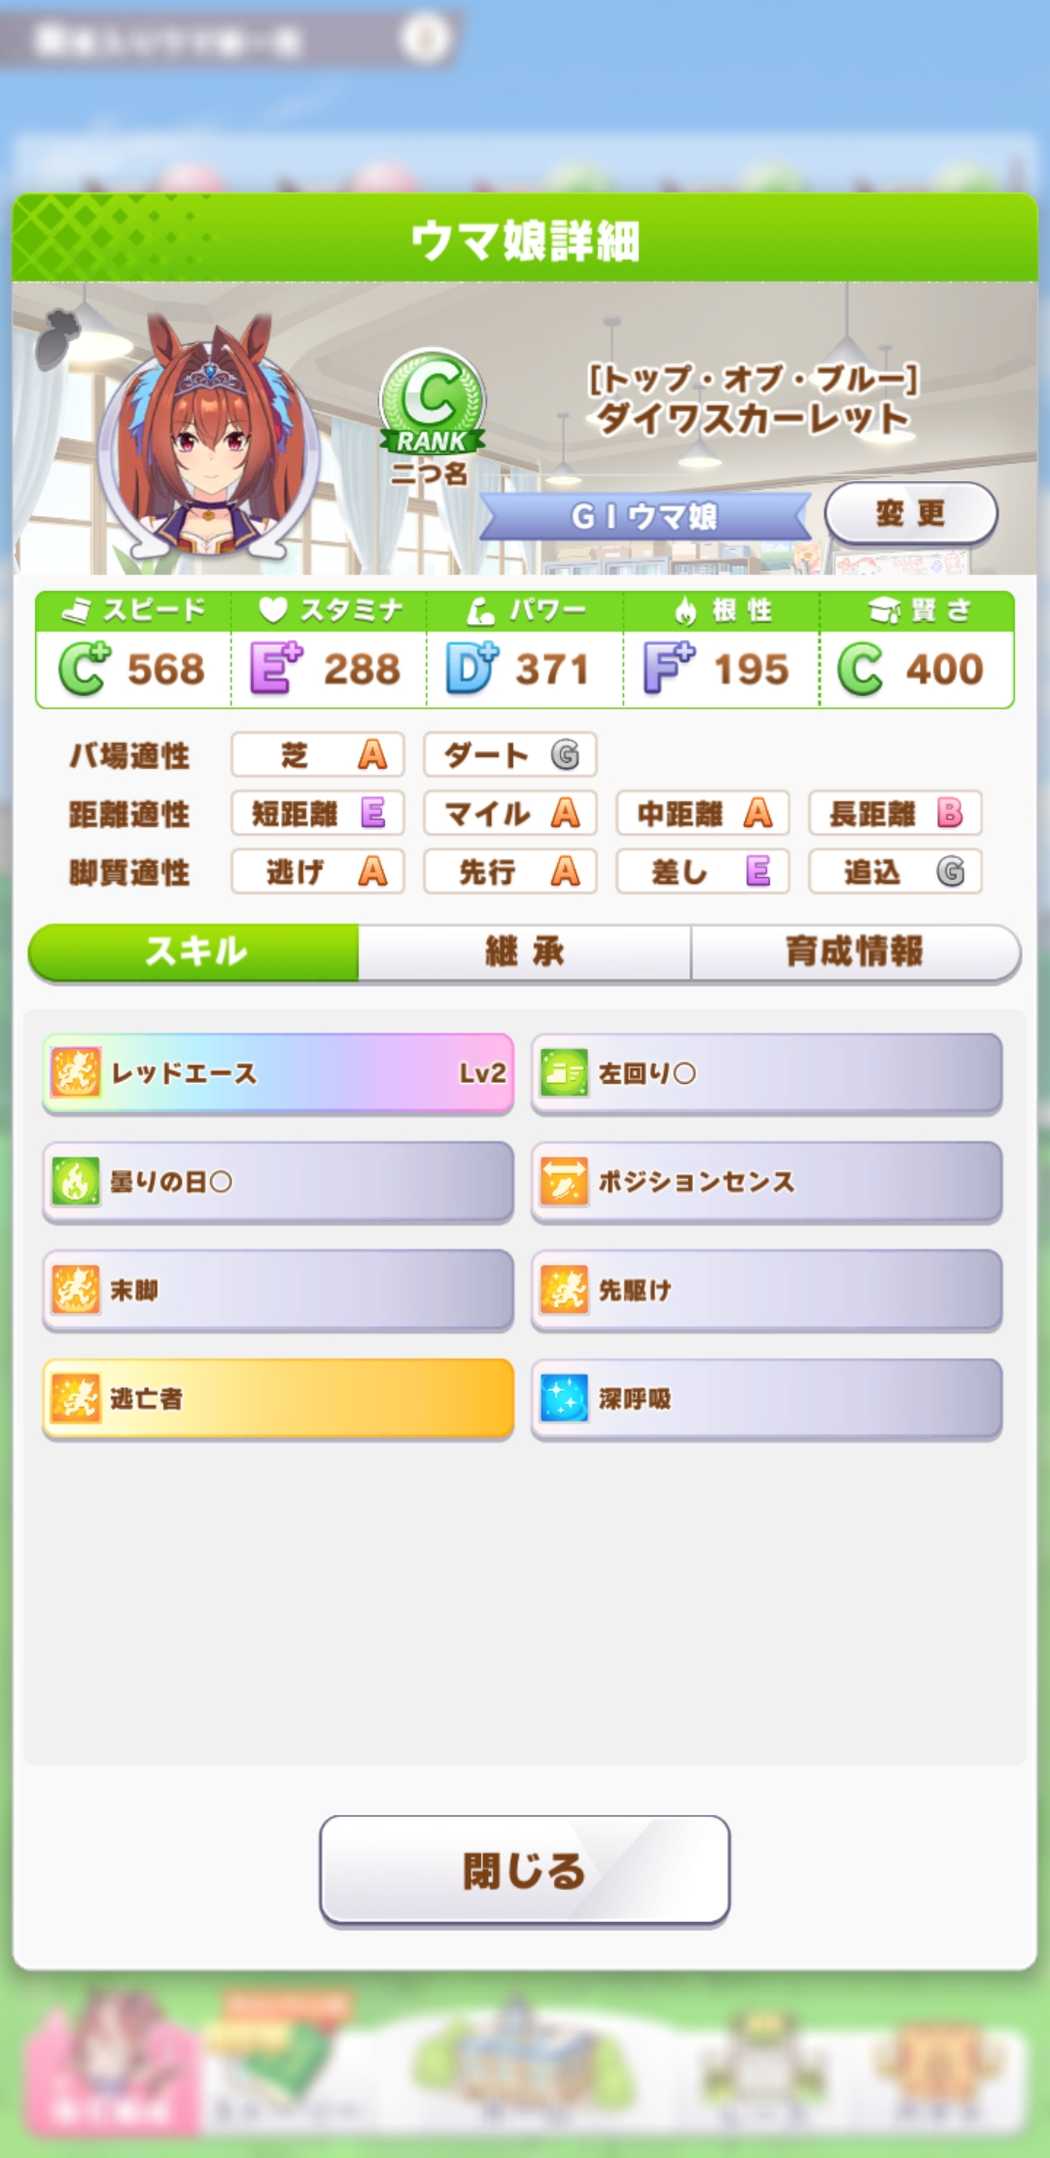 ウマ娘詳細
C
RANK
二つ名
[トップ・オブ・ブルー]
ダイワスカーレット
GⅠウマ娘
変更
スピード スタミナ パワー 根性 賢さ
C+ 568 E+ 288 D+ 371 F+ 195 C 400
バ場適性 芝 A ダート G
距離適性 短距離 E マイル A 中距離 A 長距離 B
脚質適性 逃げ A 先行 A 差し E 追込 G
スキル 継承 育成情報
レッドエース Lv2 左回り○
曇りの日○ ポジションセンス
末脚 先駆け
逃亡者 深呼吸
閉じる